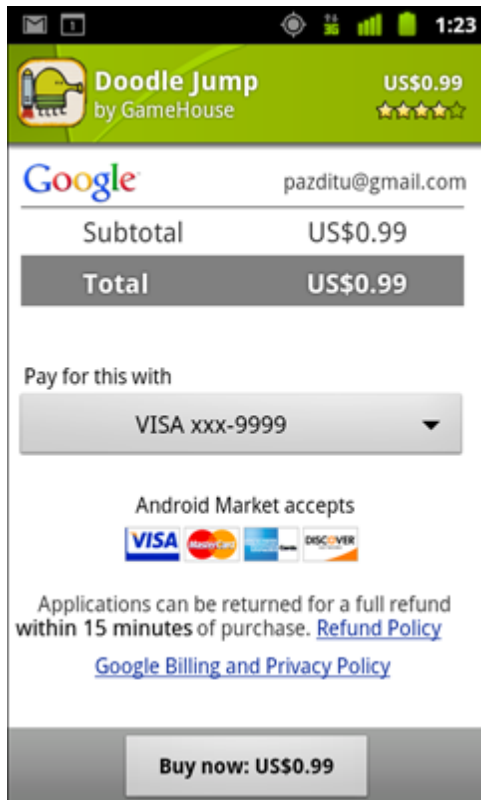 1 3G 1:23
Doodle Jump US$0.99
by GameHouse
Google pazditu@gmail.com
Subtotal US$0.99
Total US$0.99
Pay for this with
VISA xxx-9999
Android Market accepts
VISA MasterCard DISCOVER
Applications can be returned for a full refund
within 15 minutes of purchase. Refund Policy
Google Billing and Privacy Policy
Buy now: US$0.99